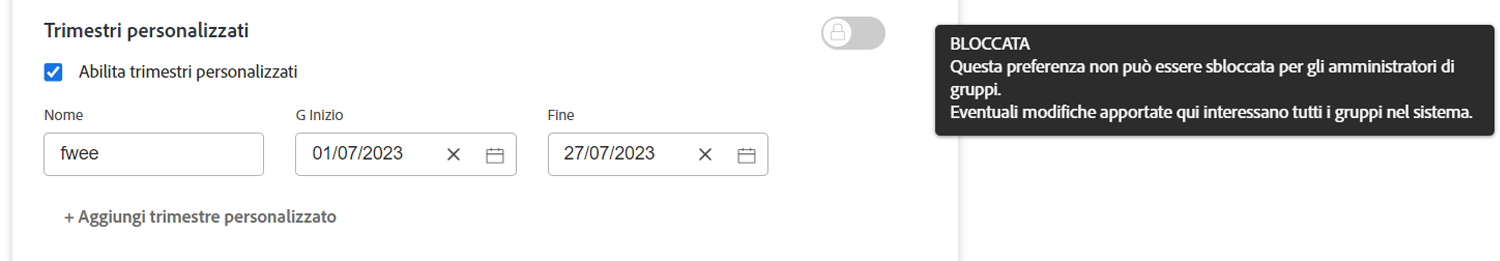 Trimestri personalizzati
Abilita trimestri personalizzati
Nome
G Inizio
Fine
fwee
01/07/2023
27/07/2023
+ Aggiungi trimestre personalizzato
BLOCCATA
Questa preferenza non può essere sbloccata per gli amministratori di
gruppi.
Eventuali modifiche apportate qui interessano tutti i gruppi nel sistema.